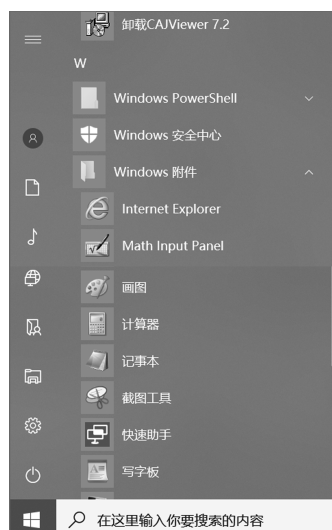 卸载CAJViewer 7.2
W
Windows PowerShell
Windows 安全中心
Windows 附件
Internet Explorer
Math Input Panel
画图
计算器
记事本
截图工具
快速助手
写字板
在这里输入你要搜索的内容